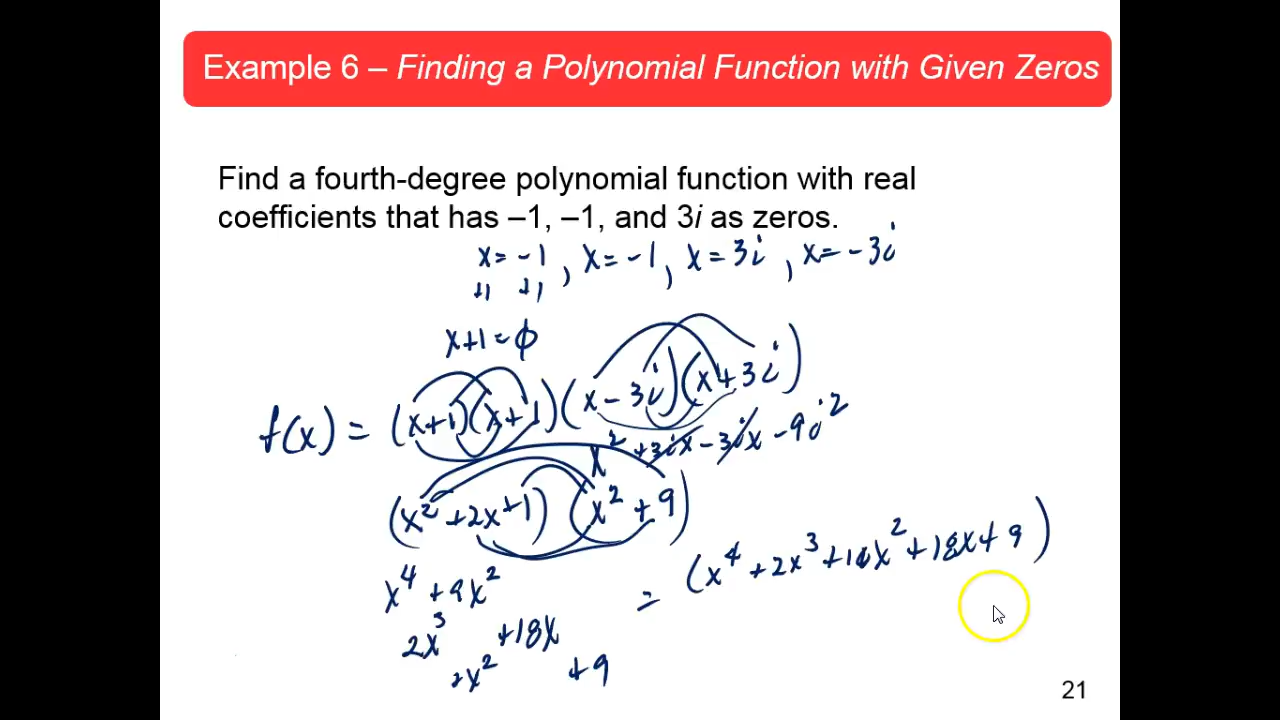 Example 6 – Finding a Polynomial Function with Given Zeros
Find a fourth-degree polynomial function with real
coefficients that has –1, –1, and 3i as zeros.
x = -1, x = -1, x = 3i, x = -3i
+1 +1
x+1 = 0
f(x) = (x+1)(x+1)(x-3i)(x+3i)
x² +3ix -3ix -9i²
(x² +2x+1) (x² +9)
x⁴ +9x²
= (x⁴ +2x³ +10x² +18x+9)
2x³ +18x
+x² +9
21